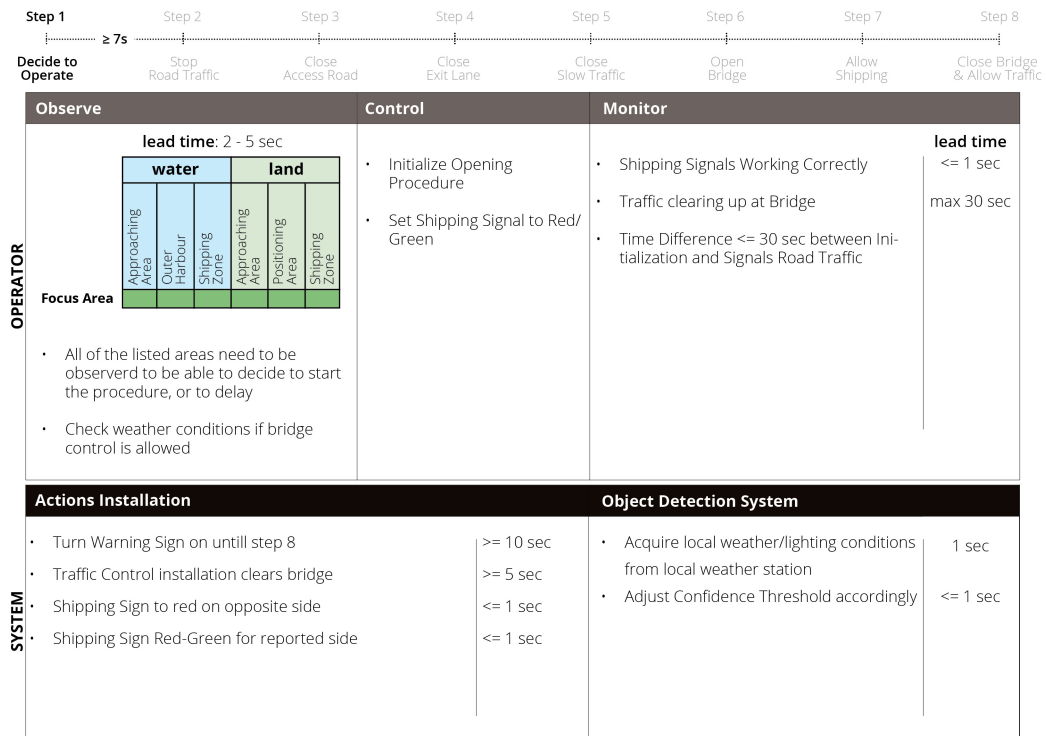 Step 1
Step 2
Step 3
Step 4
Step 5
Step 6
Step 7
Step 8
≥ 7s
Decide to
Operate
Stop
Road Traffic
Close
Access Road
Close
Exit Lane
Close
Slow Traffic
Open
Bridge
Allow
Shipping
Close Bridge
& Allow Traffic
OPERATOR
Observe
lead time: 2 - 5 sec
water
land
Approaching
Area
Outer
Harbour
Shipping
Zone
Approaching
Area
Positioning
Area
Shipping
Zone
Focus Area
• All of the listed areas need to be
observerd to be able to decide to start
the procedure, or to delay
• Check weather conditions if bridge
control is allowed
Control
• Initialize Opening
Procedure
• Set Shipping Signal to Red/
Green
Monitor
lead time
• Shipping Signals Working Correctly
<= 1 sec
• Traffic clearing up at Bridge
max 30 sec
• Time Difference <= 30 sec between Ini-
tialization and Signals Road Traffic
SYSTEM
Actions Installation
• Turn Warning Sign on untill step 8
>= 10 sec
• Traffic Control installation clears bridge
>= 5 sec
• Shipping Sign to red on opposite side
<= 1 sec
• Shipping Sign Red-Green for reported side
<= 1 sec
Object Detection System
• Acquire local weather/lighting conditions
from local weather station
1 sec
• Adjust Confidence Threshold accordingly
<= 1 sec